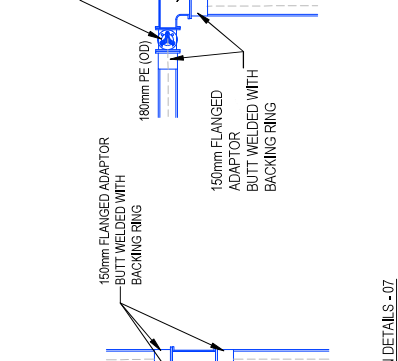 180mm PE (OD)
150mm FLANGED
ADAPTOR
BUTT WELDED WITH
BACKING RING
150mm FLANGED ADAPTOR
BUTT WELDED WITH
BACKING RING
DETAILS - 07